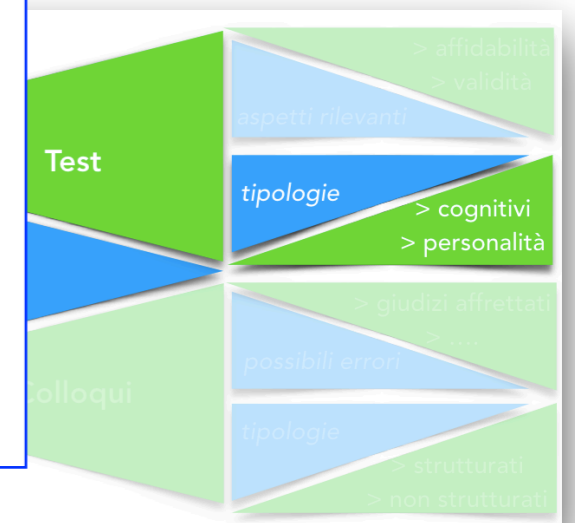 > affidabilità
> validità
aspetti rilevanti
Test
tipologie
> cognitivi
> personalità
> giudizi affrettati
> ....
possibili errori
Colloqui
tipologie
> strutturati
> non strutturati